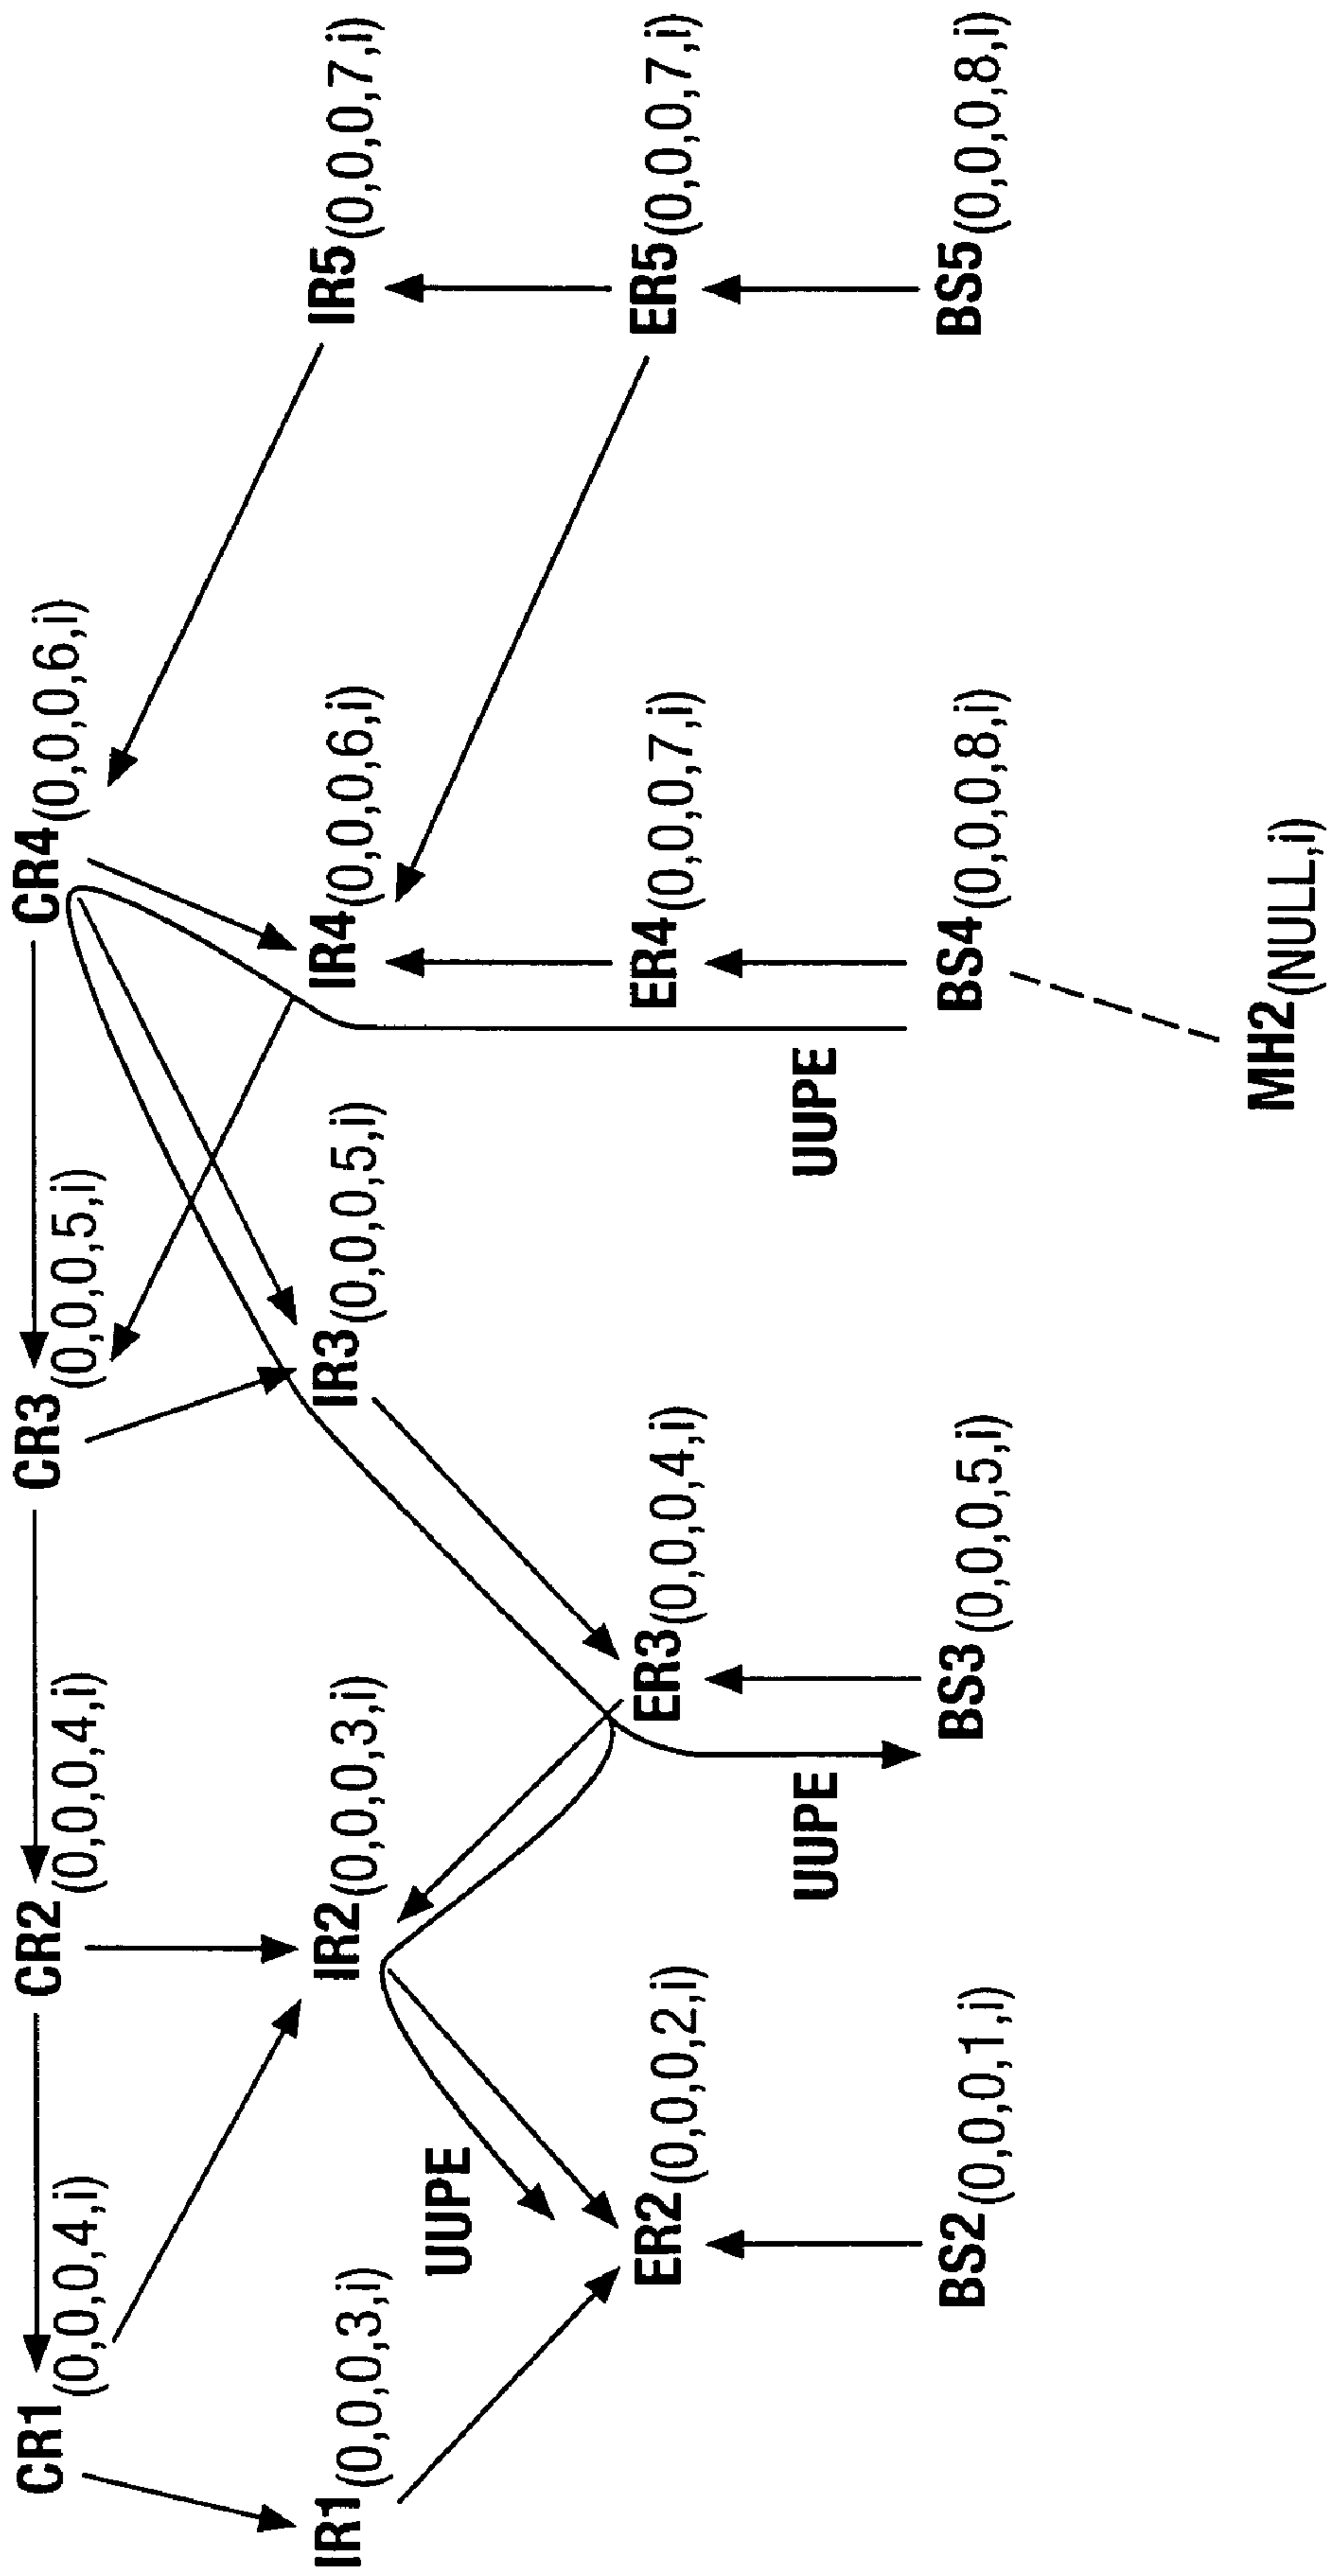 CR1(0,0,0,4,i)
CR2(0,0,0,4,i)
CR3(0,0,0,5,i)
CR4(0,0,0,6,i)
IR1(0,0,0,3,i)
IR2(0,0,0,3,i)
IR3(0,0,0,5,i)
IR4(0,0,0,6,i)
IR5(0,0,0,7,i)
UUPE
ER2(0,0,0,2,i)
ER3(0,0,0,4,i)
ER4(0,0,0,7,i)
ER5(0,0,0,7,i)
UUPE
UUPE
BS2(0,0,0,1,i)
BS3(0,0,0,5,i)
BS4(0,0,0,8,i)
BS5(0,0,0,8,i)
MH2(NULL,i)